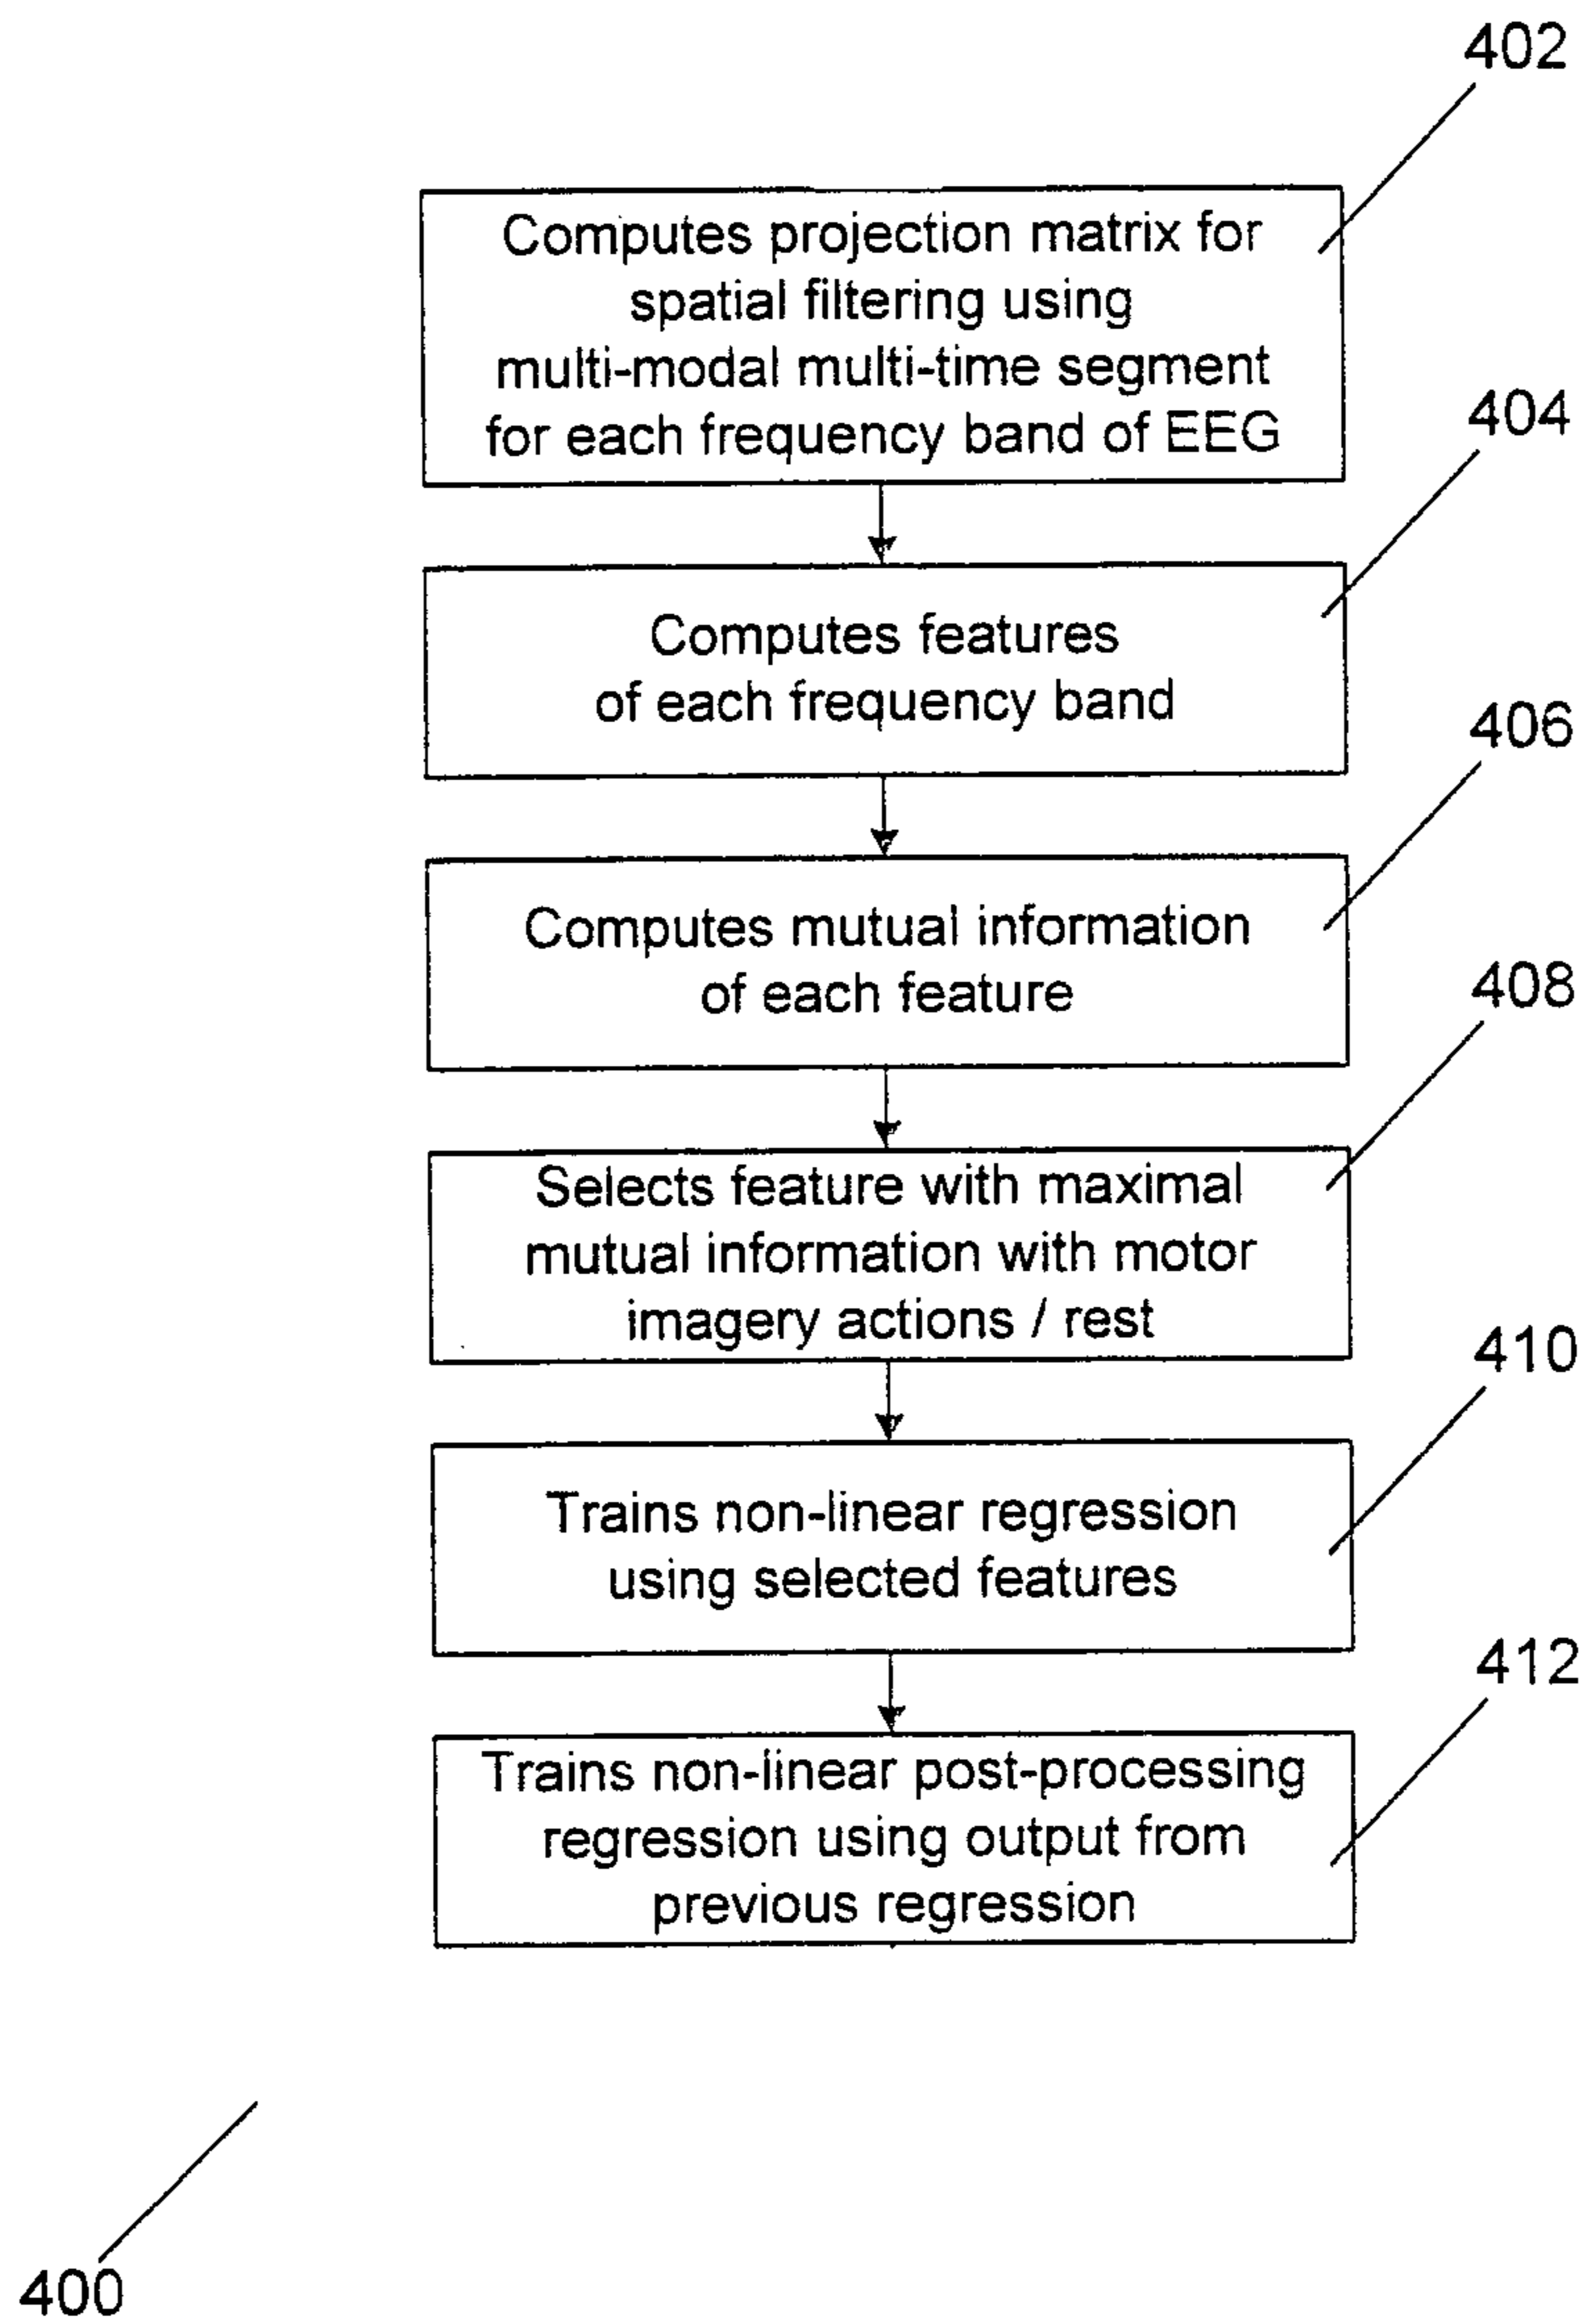 402
Computes projection matrix for
spatial filtering using
multi-modal multi-time segment
for each frequency band of EEG
404
Computes features
of each frequency band
406
Computes mutual information
of each feature
408
Selects feature with maximal
mutual information with motor
imagery actions / rest
410
Trains non-linear regression
using selected features
412
Trains non-linear post-processing
regression using output from
previous regression
400